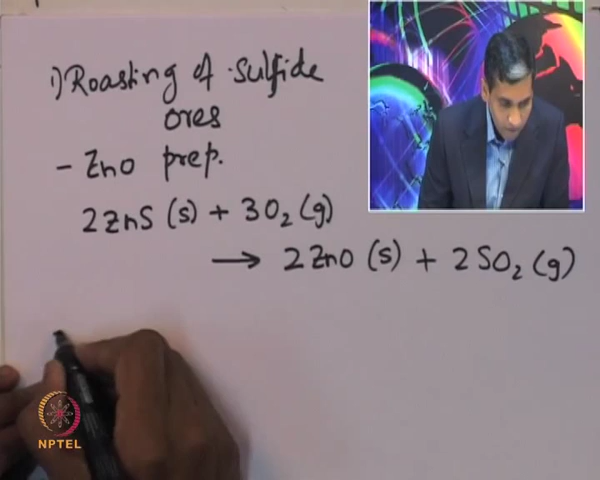 1) Roasting of Sulfide
ores
- ZnO prep.
2ZnS (s) + 3O₂ (g)
→ 2ZnO (s) + 2SO₂ (g)
NPTEL